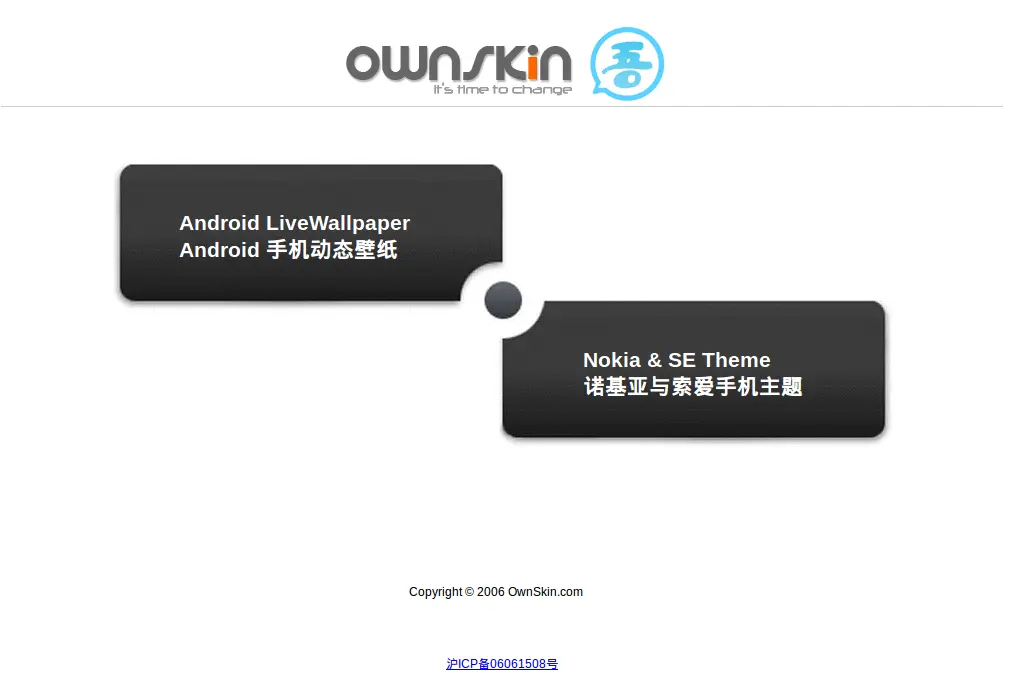 ownskin
it's time to change
吾
Android LiveWallpaper
Android 手机动态壁纸
Nokia & SE Theme
诺基亚与索爱手机主题
Copyright © 2006 OwnSkin.com
沪ICP备06061508号